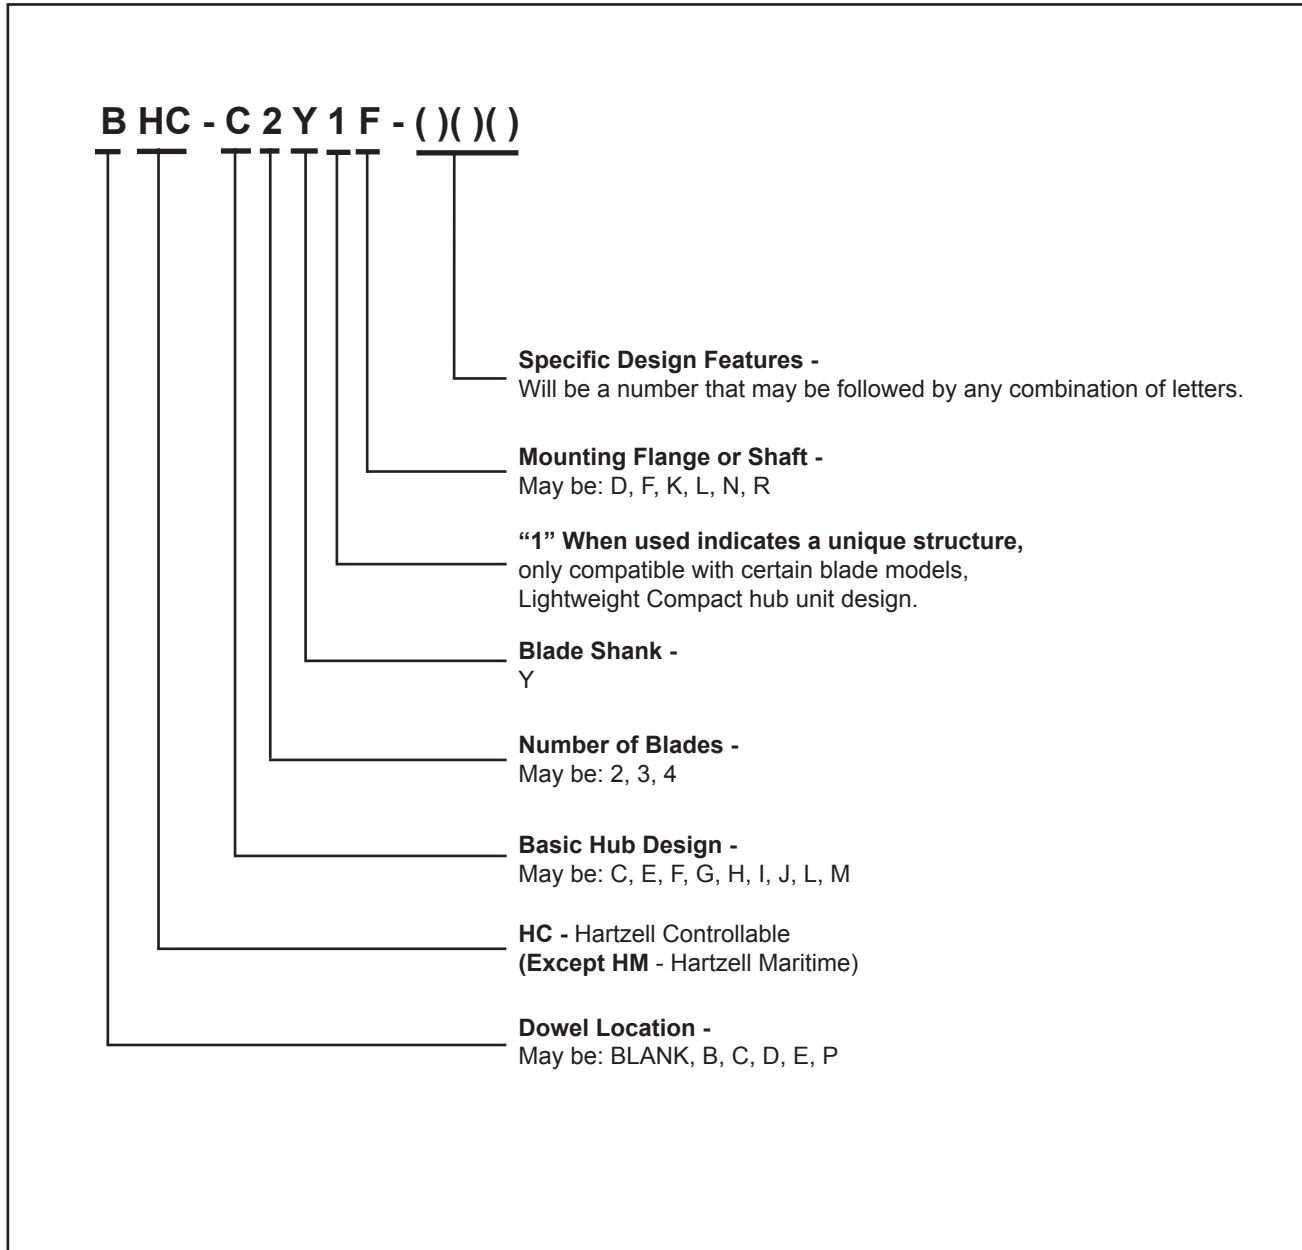 B HC - C 2 Y 1 F - ( )( )( )
Specific Design Features -
Will be a number that may be followed by any combination of letters.
Mounting Flange or Shaft -
May be: D, F, K, L, N, R
“1” When used indicates a unique structure,
only compatible with certain blade models,
Lightweight Compact hub unit design.
Blade Shank -
Y
Number of Blades -
May be: 2, 3, 4
Basic Hub Design -
May be: C, E, F, G, H, I, J, L, M
HC - Hartzell Controllable
(Except HM - Hartzell Maritime)
Dowel Location -
May be: BLANK, B, C, D, E, P